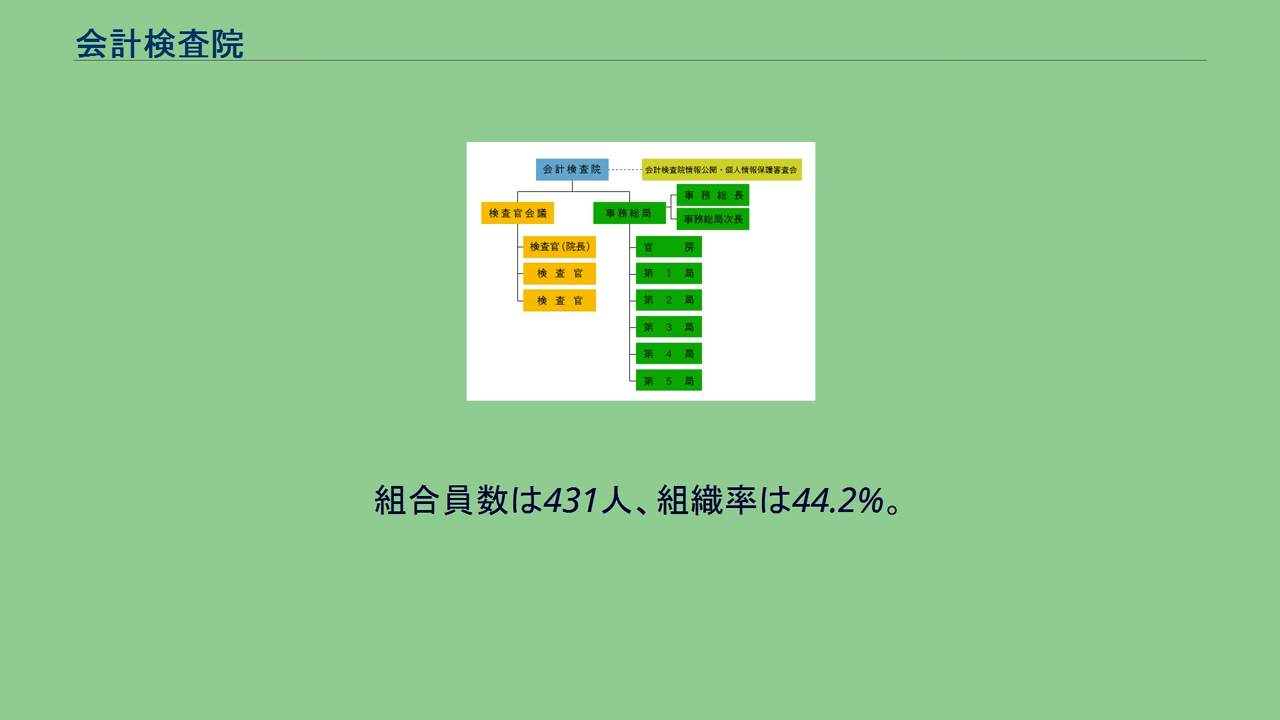 会計検査院
会計検査院
会計検査院情報公開・個人情報保護審査会
事務総長
検査官会議
事務総局
事務総局次長
検査官(院長)
官房
検査官
第1局
検査官
第2局
第3局
第4局
第5局
組合員数は431人、組織率は44.2%。